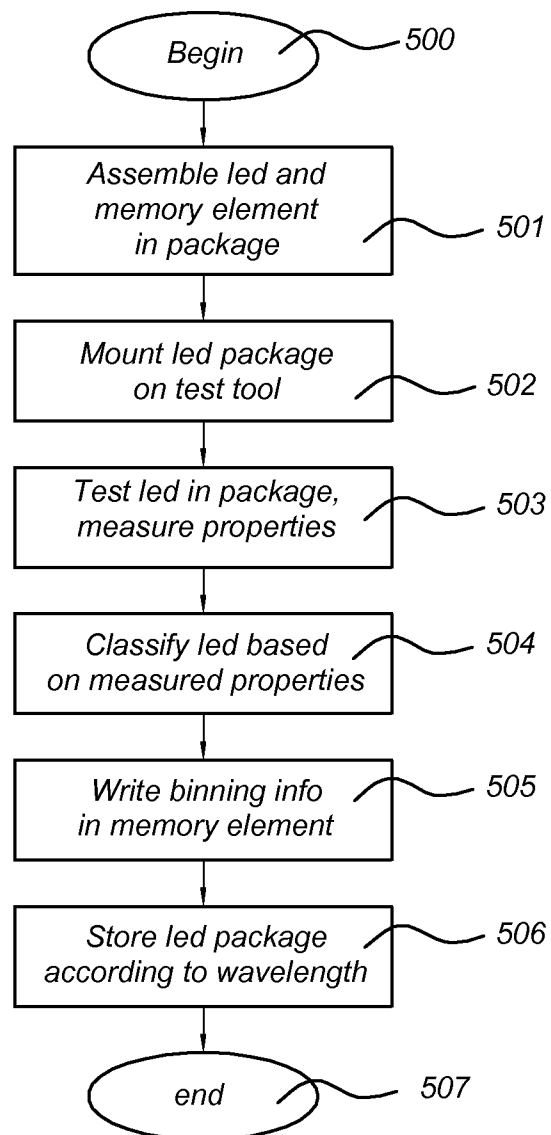 Begin
500
Assemble led and
memory element
in package
501
Mount led package
on test tool
502
Test led in package,
measure properties
503
Classify led based
on measured properties
504
Write binning info
in memory element
505
Store led package
according to wavelength
506
end
507